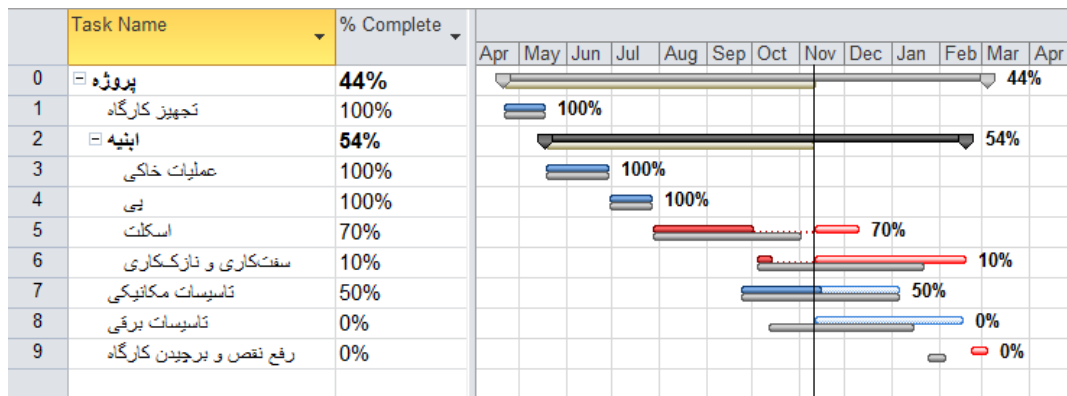 Task Name % Complete
Apr May Jun Jul Aug Sep Oct Nov Dec Jan Feb Mar Apr
0 پروژه 44% 44%
1 تجهیز کارگاه 100% 100%
2 ابنیه 54% 54%
3 عملیات خاکی 100% 100%
4 پی 100% 100%
5 اسکلت 70% 70%
6 سفت‌کاری و نازک‌کاری 10% 10%
7 تاسیسات مکانیکی 50% 50%
8 تاسیسات برقی 0% 0%
9 رفع نقص و برچیدن کارگاه 0% 0%